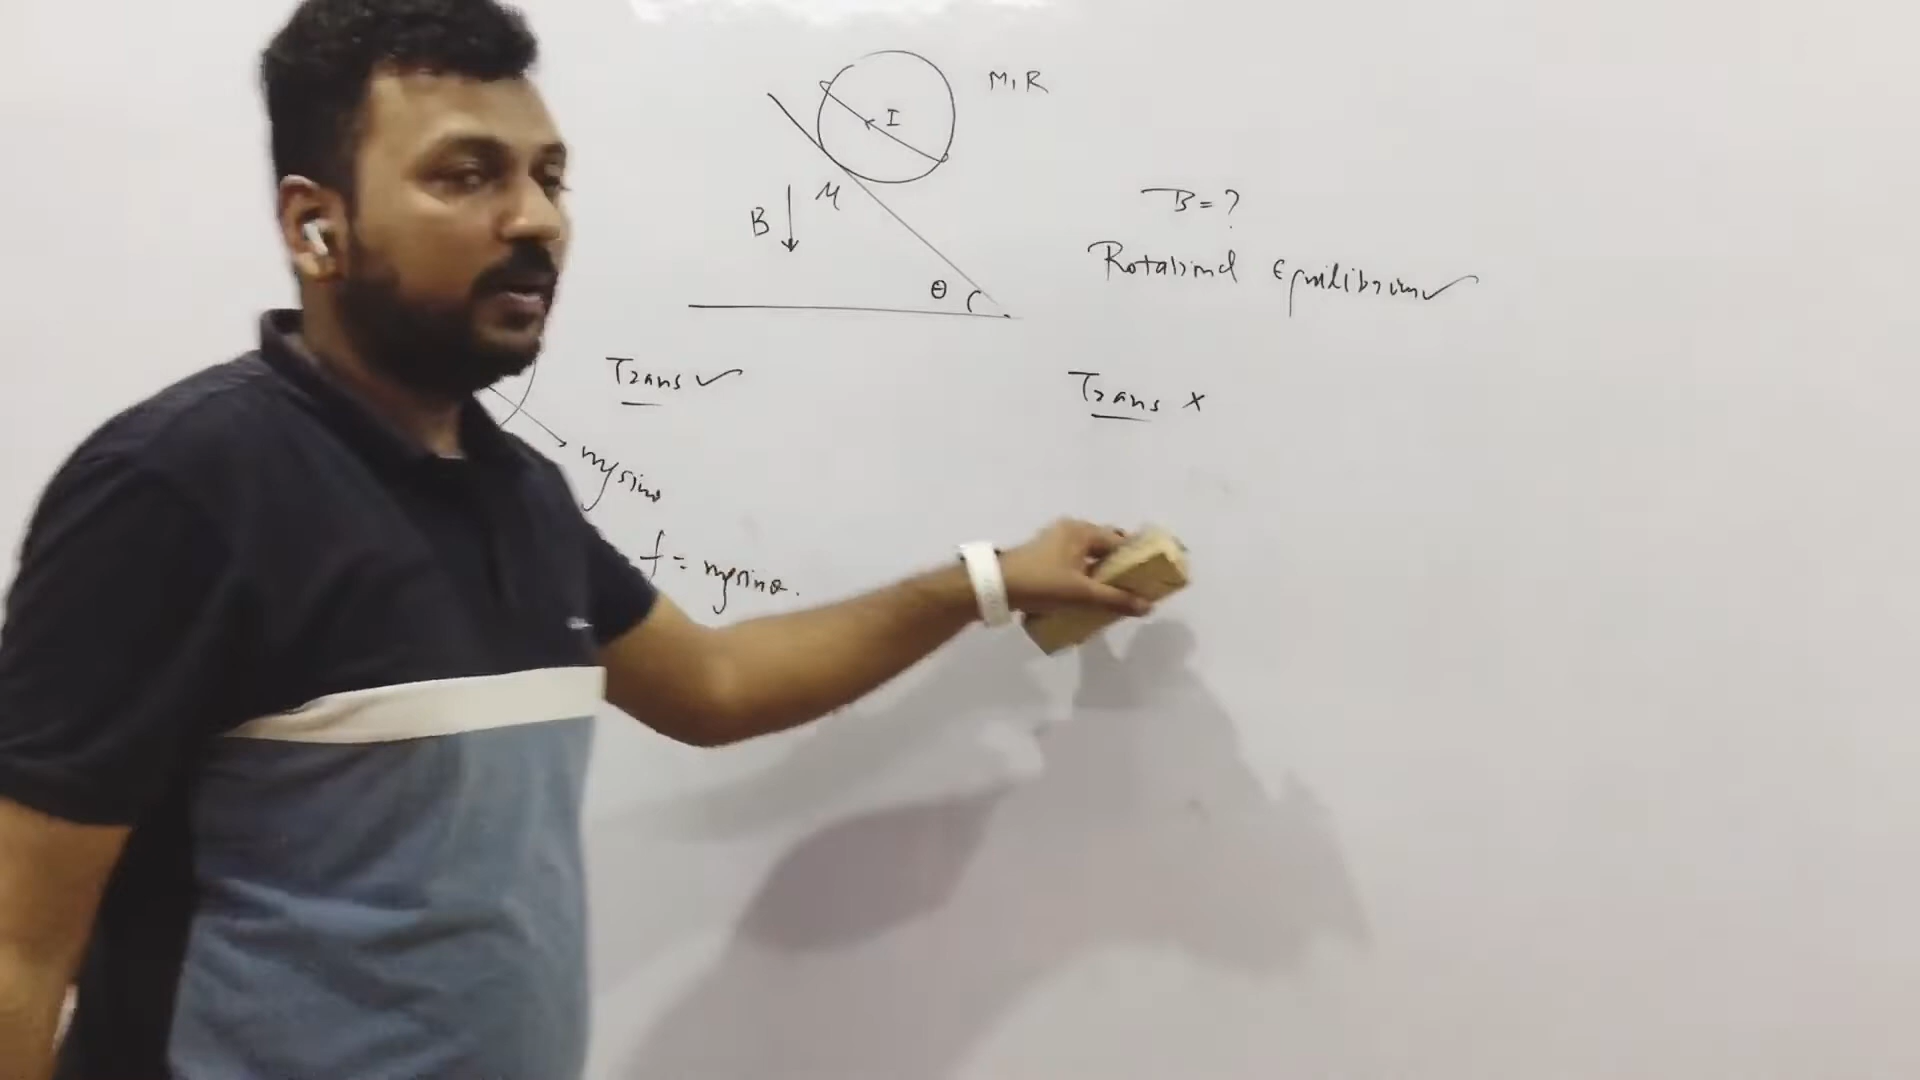 M, R
I
M
B
B = ?
Rotational Equilibrium ✓
θ
Trans ✓
Trans ×
mg sinθ
f = mg sinθ.